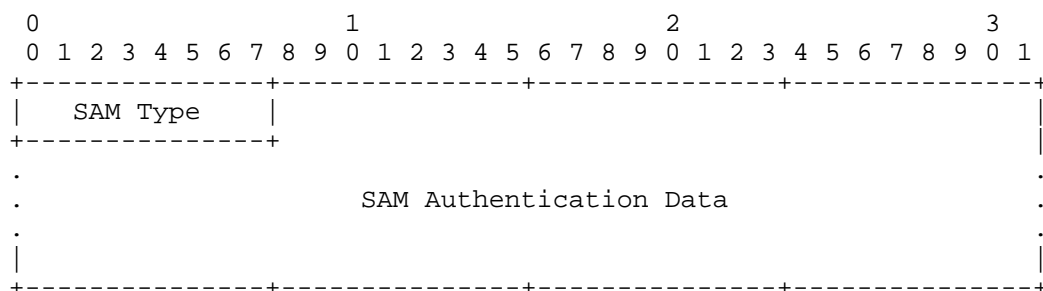 0                   1                   2                   3
0 1 2 3 4 5 6 7 8 9 0 1 2 3 4 5 6 7 8 9 0 1 2 3 4 5 6 7 8 9 0 1
+---------------+---------------+---------------+---------------+
|   SAM Type    |                                               |
+---------------+                                               |
.                                                               .
.                    SAM Authentication Data                    .
.                                                               .
|                                                               |
+---------------+---------------+---------------+---------------+